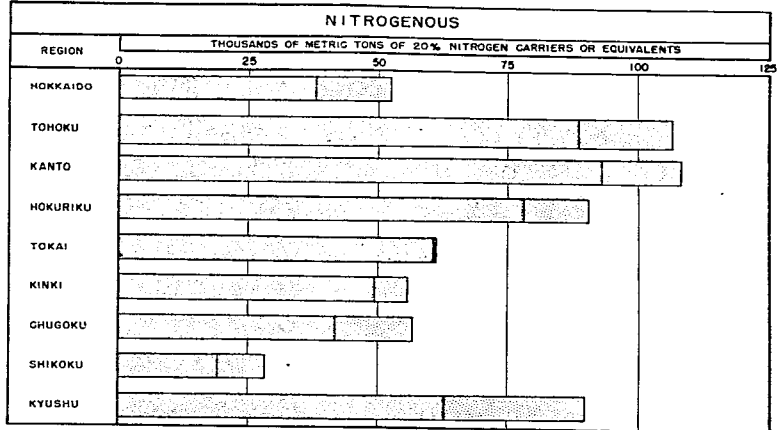 NITROGENOUS
REGION
THOUSANDS OF METRIC TONS OF 20% NITROGEN CARRIERS OR EQUIVALENTS
0 25 50 75 100 125
HOKKAIDO
TOHOKU
KANTO
HOKURIKU
TOKAI
KINKI
CHUGOKU
SHIKOKU
KYUSHU